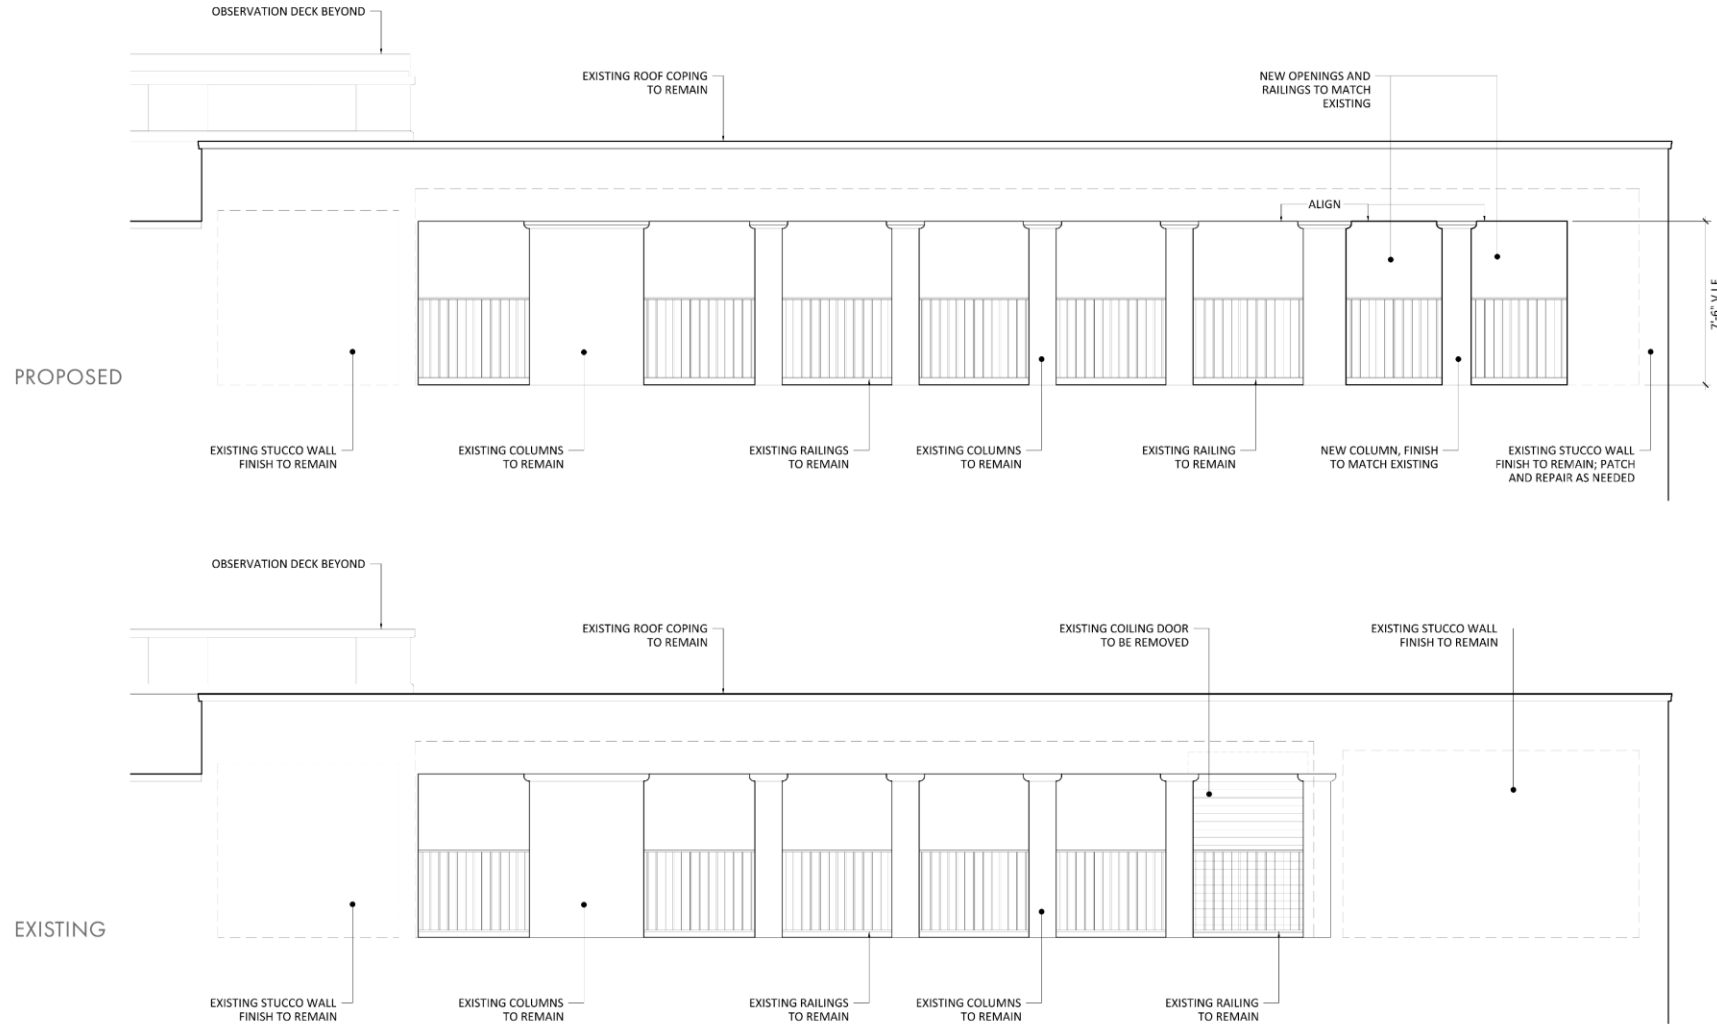 OBSERVATION DECK BEYOND
EXISTING ROOF COPING
TO REMAIN
NEW OPENINGS AND
RAILINGS TO MATCH
EXISTING
ALIGN
7'-6" V.I.F.
PROPOSED
EXISTING STUCCO WALL
FINISH TO REMAIN
EXISTING COLUMNS
TO REMAIN
EXISTING RAILINGS
TO REMAIN
EXISTING COLUMNS
TO REMAIN
EXISTING RAILING
TO REMAIN
NEW COLUMN, FINISH
TO MATCH EXISTING
EXISTING STUCCO WALL
FINISH TO REMAIN; PATCH
AND REPAIR AS NEEDED
OBSERVATION DECK BEYOND
EXISTING ROOF COPING
TO REMAIN
EXISTING COILING DOOR
TO BE REMOVED
EXISTING STUCCO WALL
FINISH TO REMAIN
EXISTING
EXISTING STUCCO WALL
FINISH TO REMAIN
EXISTING COLUMNS
TO REMAIN
EXISTING RAILINGS
TO REMAIN
EXISTING COLUMNS
TO REMAIN
EXISTING RAILING
TO REMAIN